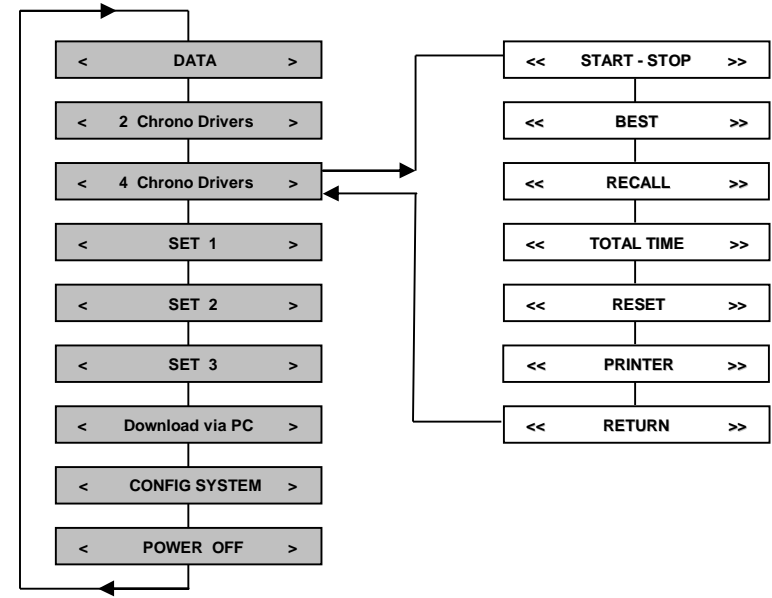 < DATA >
< 2 Chrono Drivers >
< 4 Chrono Drivers >
< SET 1 >
< SET 2 >
< SET 3 >
< Download via PC >
< CONFIG SYSTEM >
< POWER OFF >
<< START - STOP >>
<< BEST >>
<< RECALL >>
<< TOTAL TIME >>
<< RESET >>
<< PRINTER >>
<< RETURN >>